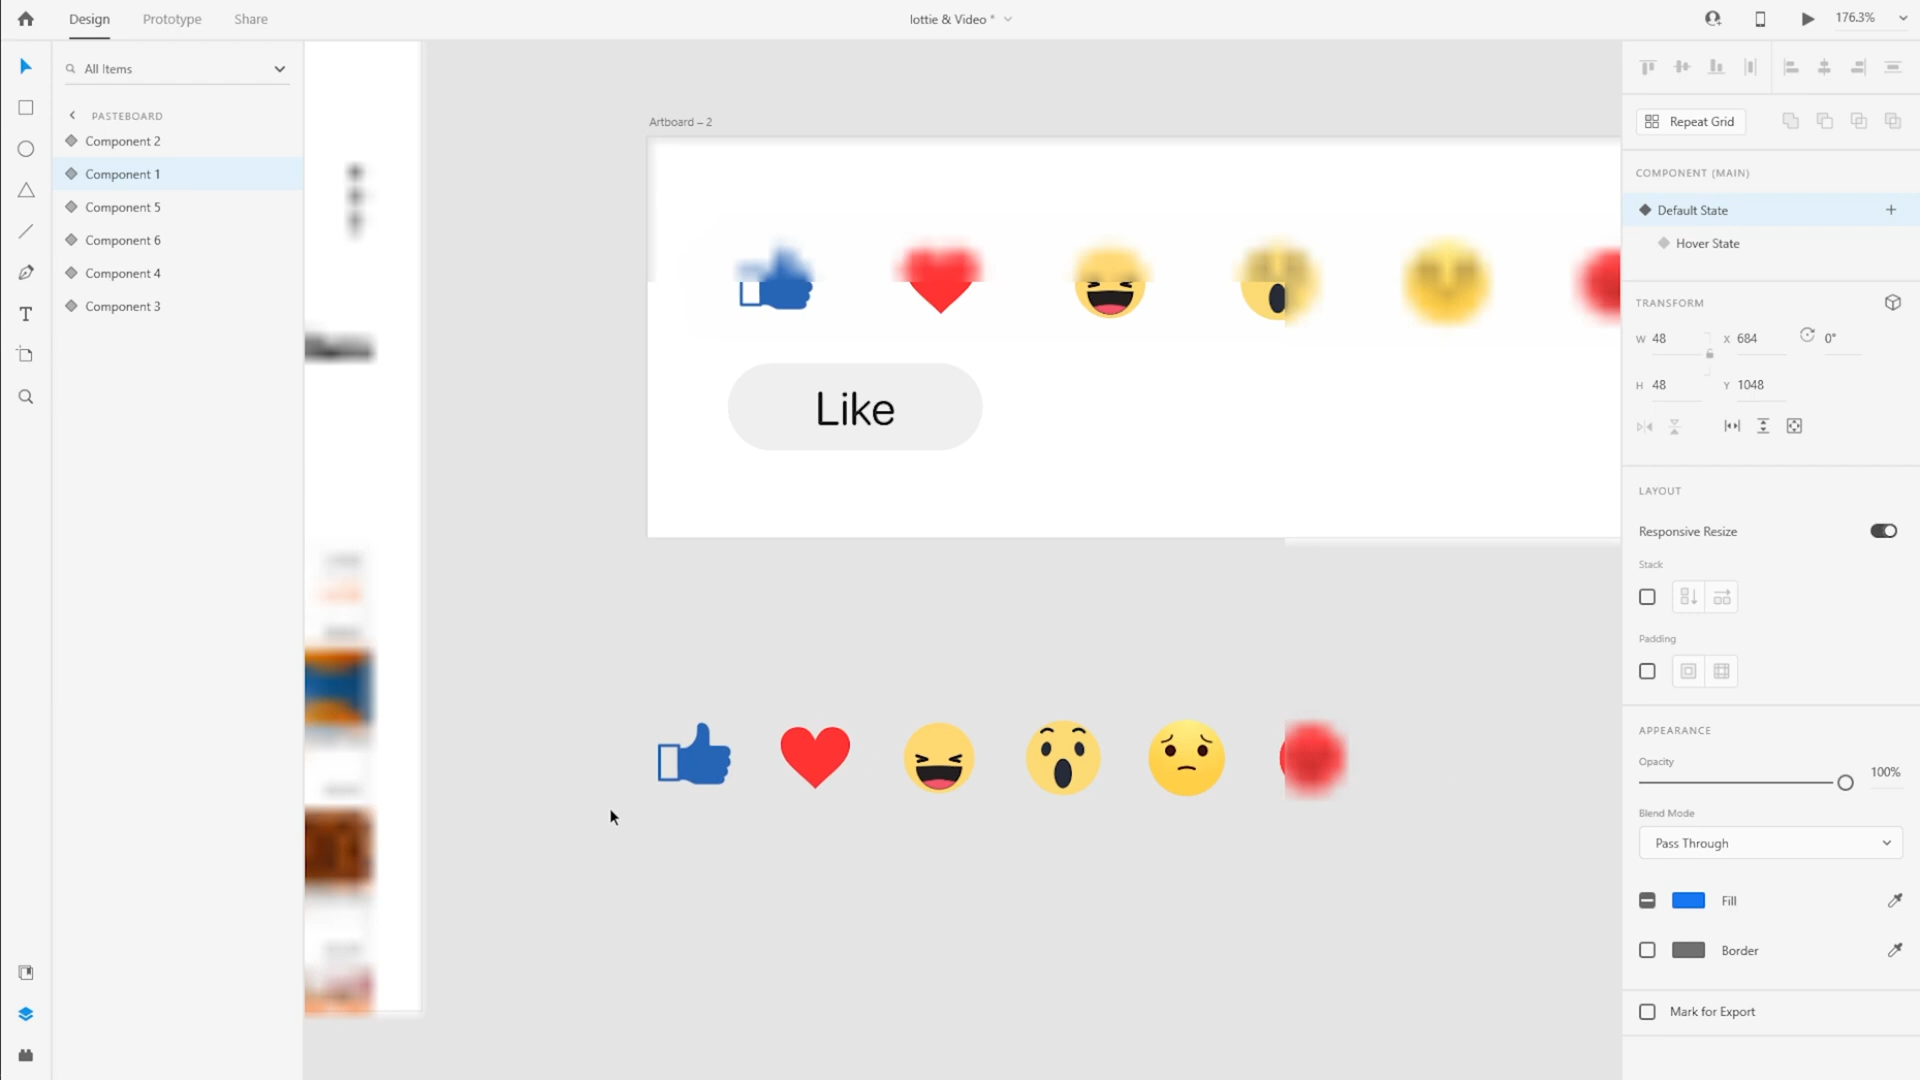 Design Prototype Share lottie & Video * 176.3%
All Items
PASTEBOARD
Component 2
Component 1
Component 5
Component 6
Component 4
Component 3
Artboard – 2
Like
Repeat Grid
COMPONENT (MAIN)
Default State +
Hover State
TRANSFORM
W 48 X 684 0°
H 48 Y 1048
LAYOUT
Responsive Resize
Stack
Padding
APPEARANCE
Opacity
100%
Blend Mode
Pass Through
Fill
Border
Mark for Export